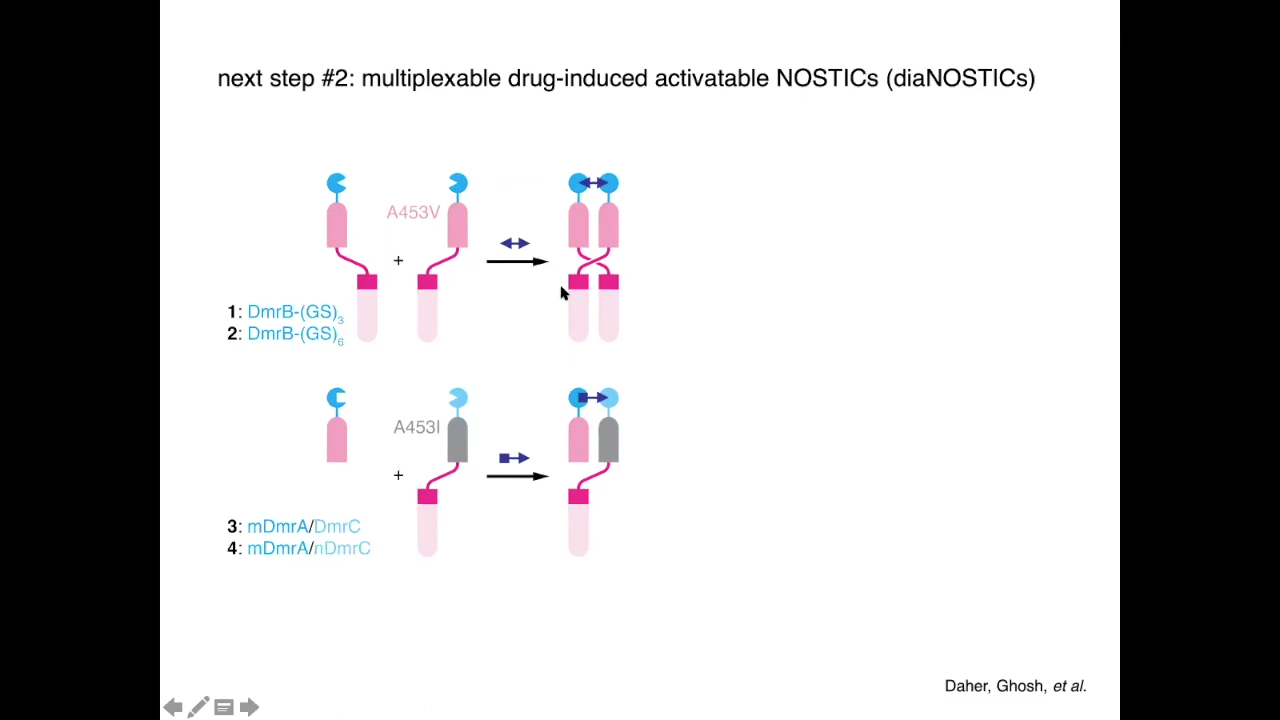 next step #2: multiplexable drug-induced activatable NOSTICs (diaNOSTICs)
A453V
+
1: DmrB-(GS)3
2: DmrB-(GS)6
A453I
+
3: mDmrA/DmrC
4: mDmrA/nDmrC
Daher, Ghosh, et al.